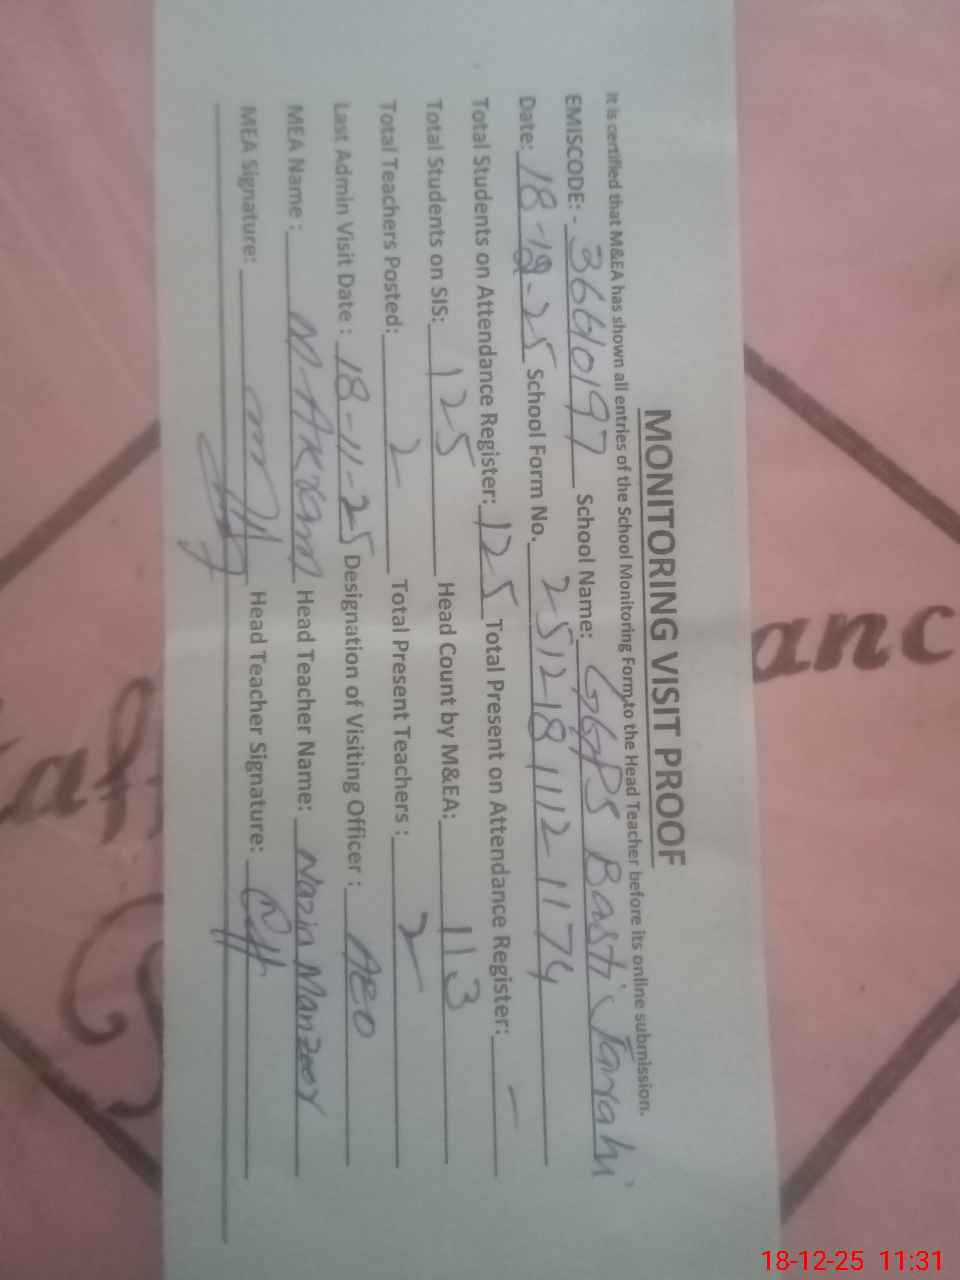 MONITORING VISIT PROOF
It is certified that M&EA has shown all entries of the School Monitoring Form to the Head Teacher before its online submission.
EMISCODE: - 36640197 School Name: GGPS Basti Janahi
Date: 18-12-25 School Form No. 2512181112 1174
Total Students on Attendance Register: 125 Total Present on Attendance Register: -
Total Students on SIS: 125 Head Count by M&EA: 113
Total Teachers Posted: 2 Total Present Teachers : 2
Last Admin Visit Date : 18-11-25 Designation of Visiting Officer : AEO
MEA Name : M Akram Head Teacher Name: Nazia Manzoor
MEA Signature: Head Teacher Signature:
anc
af
18-12-25 11:31